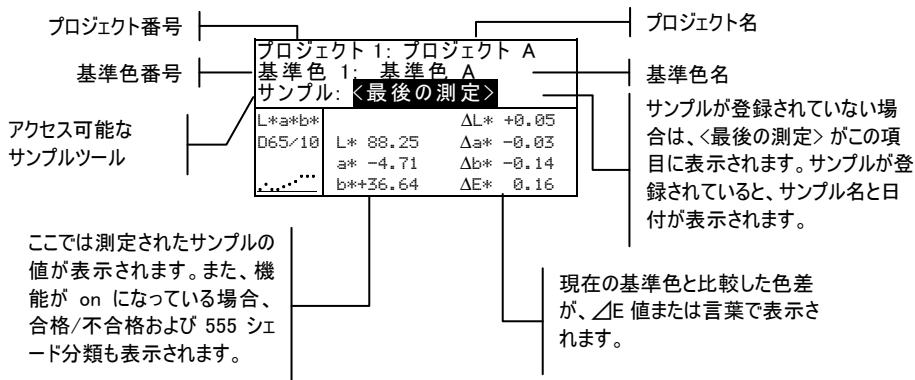 プロジェクト番号
プロジェクト名
基準色番号
基準色名
アクセス可能な
サンプルツール
プロジェクト 1: プロジェクト A
基準色 1: 基準色 A
サンプル: <最後の測定>
L*a*b*
D65/10
L* 88.25
a* -4.71
b*+36.64
ΔL* +0.05
Δa* -0.03
Δb* -0.14
ΔE* 0.16
サンプルが登録されていない場
合は、<最後の測定> がこの項
目に表示されます。サンプルが登
録されていると、サンプル名と日
付が表示されます。
ここでは測定されたサンプルの
値が表示されます。また、機
能が on になっている場合、
合格/不合格および 555 シェ
ード分類も表示されます。
現在の基準色と比較した色差
が、⊿E 値または言葉で表示さ
れます。